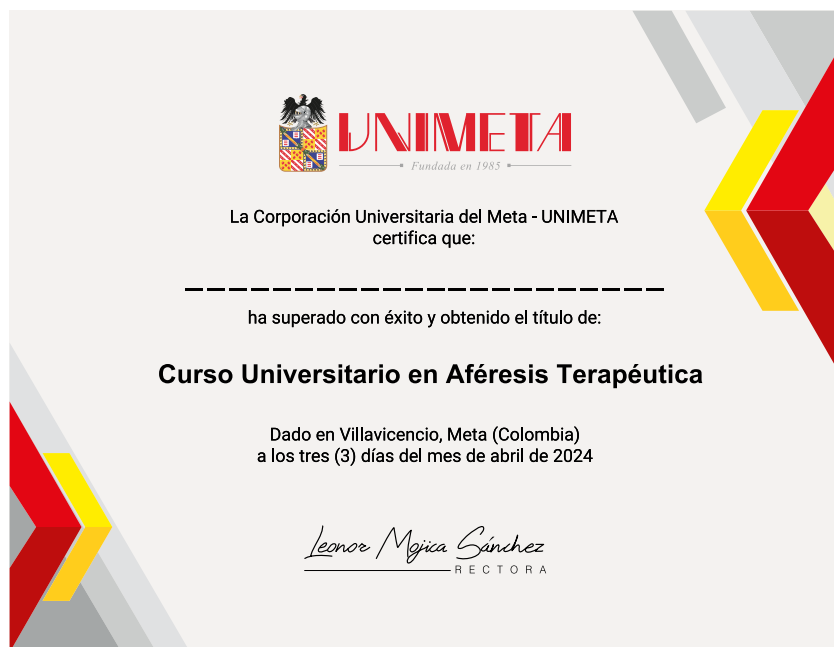 UNIMETA
Fundada en 1985
La Corporación Universitaria del Meta - UNIMETA
certifica que:
ha superado con éxito y obtenido el título de:
Curso Universitario en Aféresis Terapéutica
Dado en Villavicencio, Meta (Colombia)
a los tres (3) días del mes de abril de 2024
Leonor Mojica Sánchez
RECTORA